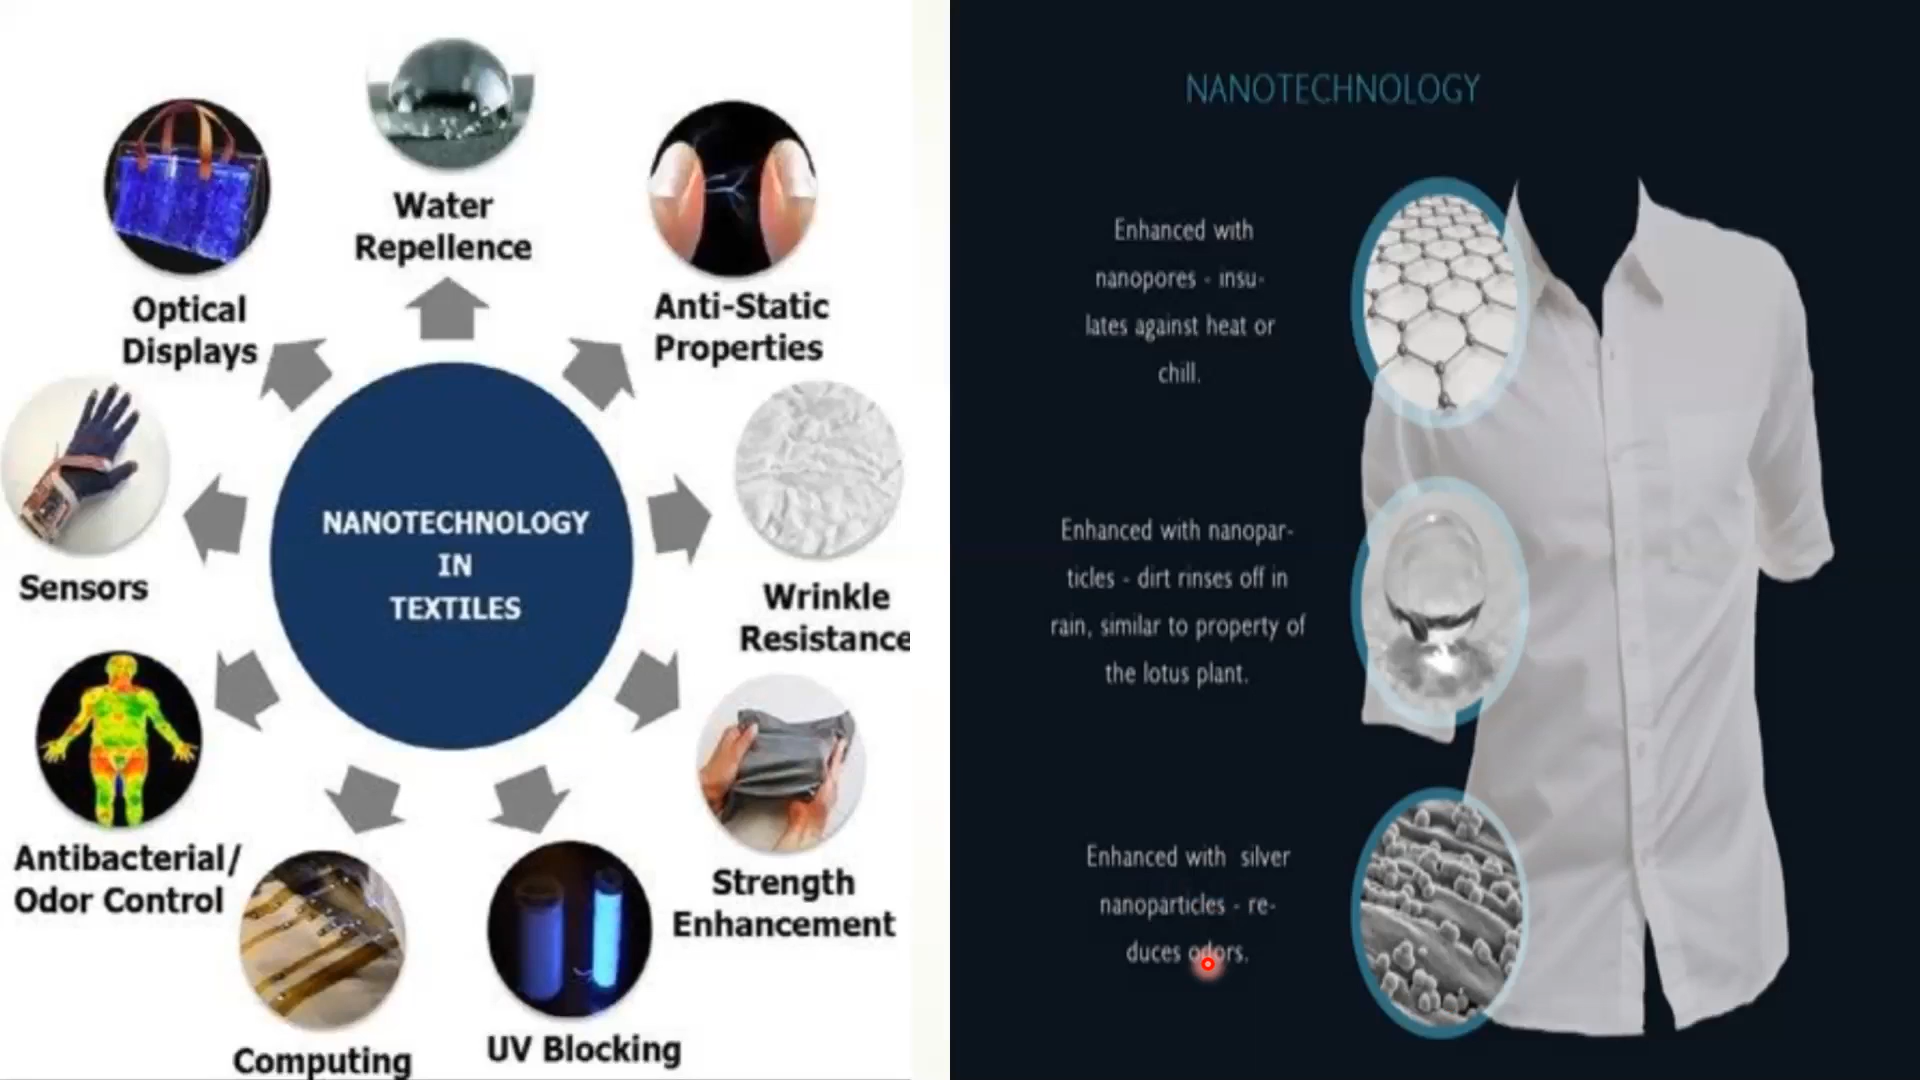 Water
Repellence
Optical
Displays
Anti-Static
Properties
Sensors
NANOTECHNOLOGY
IN
TEXTILES
Wrinkle
Resistance
Antibacterial/
Odor Control
Strength
Enhancement
Computing
UV Blocking
NANOTECHNOLOGY
Enhanced with
nanopores - insu-
lates against heat or
chill.
Enhanced with nanopar-
ticles - dirt rinses off in
rain, similar to property of
the lotus plant.
Enhanced with silver
nanoparticles - re-
duces odors.